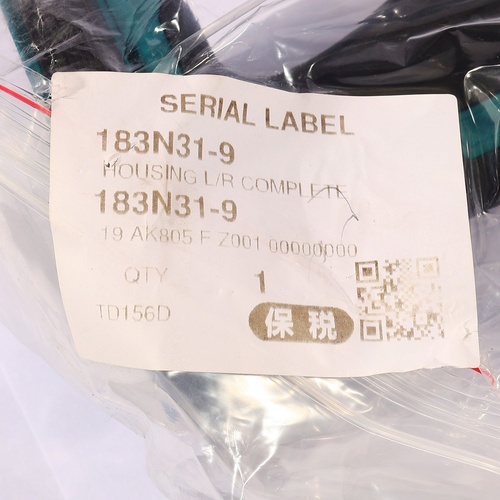 SERIAL LABEL
183N31-9
HOUSING L/R COMPLETE
183N31-9
19 AK805 F Z001 00000000
QTY 1
TD156D
保税